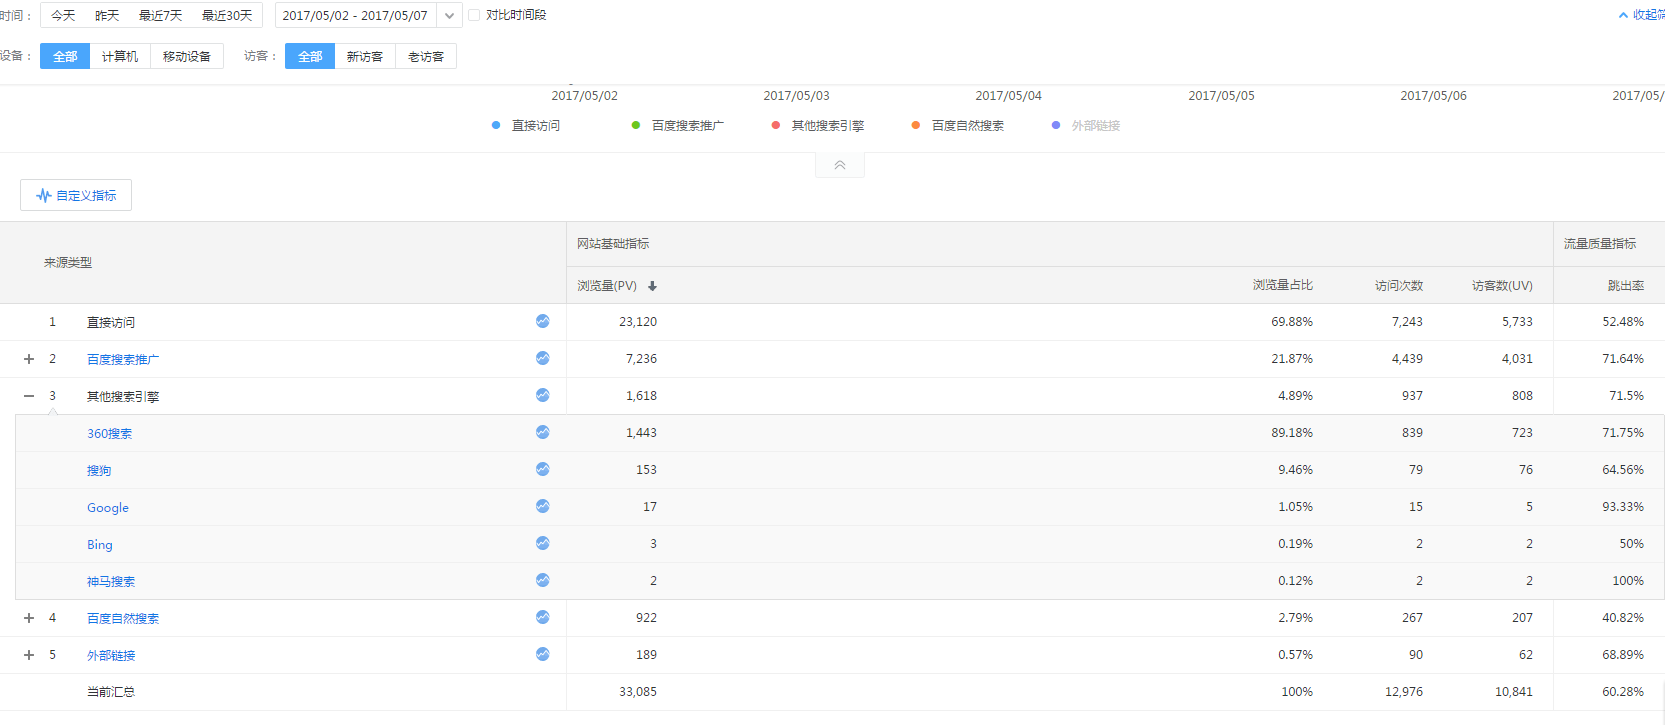 时间： 今天 昨天 最近7天 最近30天 2017/05/02 - 2017/05/07 对比时间段 收起筛
设备： 全部 计算机 移动设备 访客： 全部 新访客 老访客
2017/05/02 2017/05/03 2017/05/04 2017/05/05 2017/05/06 2017/05/
直接访问 百度搜索推广 其他搜索引擎 百度自然搜索 外部链接
自定义指标
来源类型 网站基础指标 流量质量指标
浏览量(PV) 浏览量占比 访问次数 访客数(UV) 跳出率
1 直接访问 23,120 69.88% 7,243 5,733 52.48%
2 百度搜索推广 7,236 21.87% 4,439 4,031 71.64%
3 其他搜索引擎 1,618 4.89% 937 808 71.5%
360搜索 1,443 89.18% 839 723 71.75%
搜狗 153 9.46% 79 76 64.56%
Google 17 1.05% 15 5 93.33%
Bing 3 0.19% 2 2 50%
神马搜索 2 0.12% 2 2 100%
4 百度自然搜索 922 2.79% 267 207 40.82%
5 外部链接 189 0.57% 90 62 68.89%
当前汇总 33,085 100% 12,976 10,841 60.28%